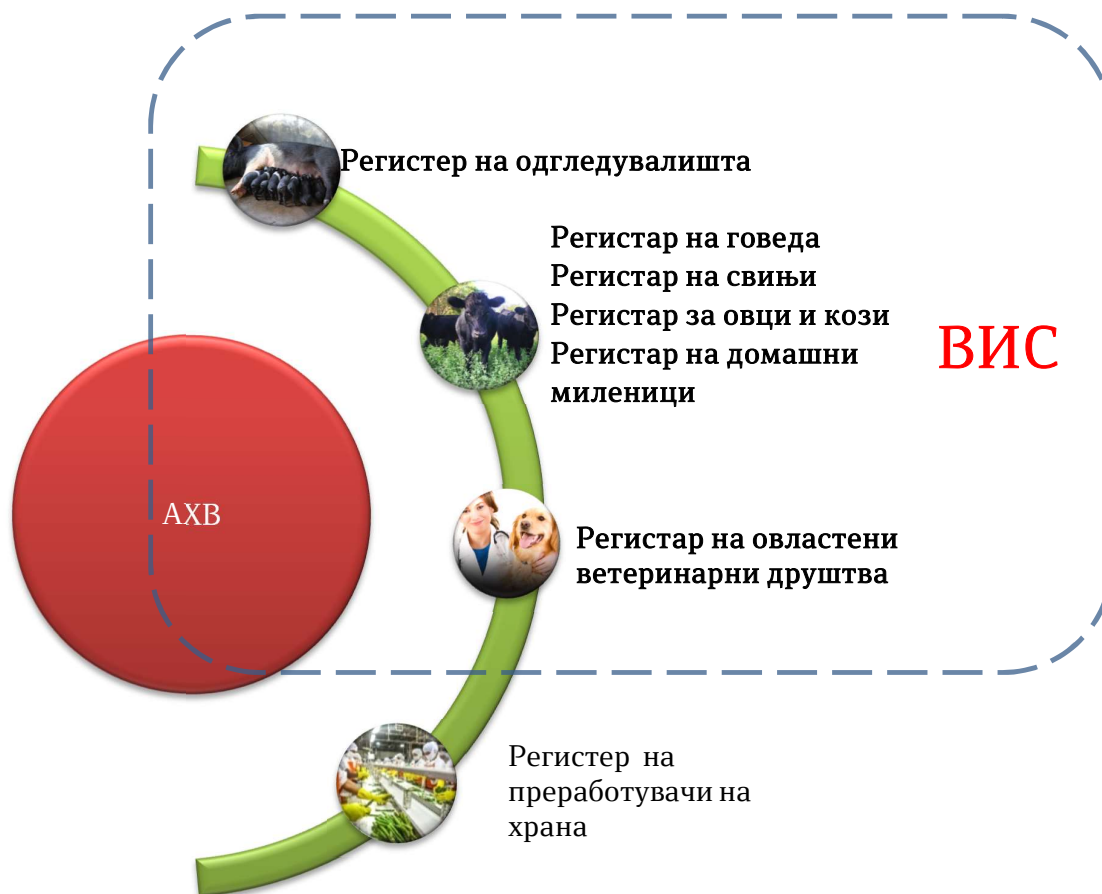 Регистер на одгледувалишта
Регистар на говеда
Регистар на свињи
Регистар за овци и кози
Регистар на домашни
миленици
ВИС
АХВ
Регистар на овластени
ветеринарни друштва
Регистер на
преработувачи на
храна